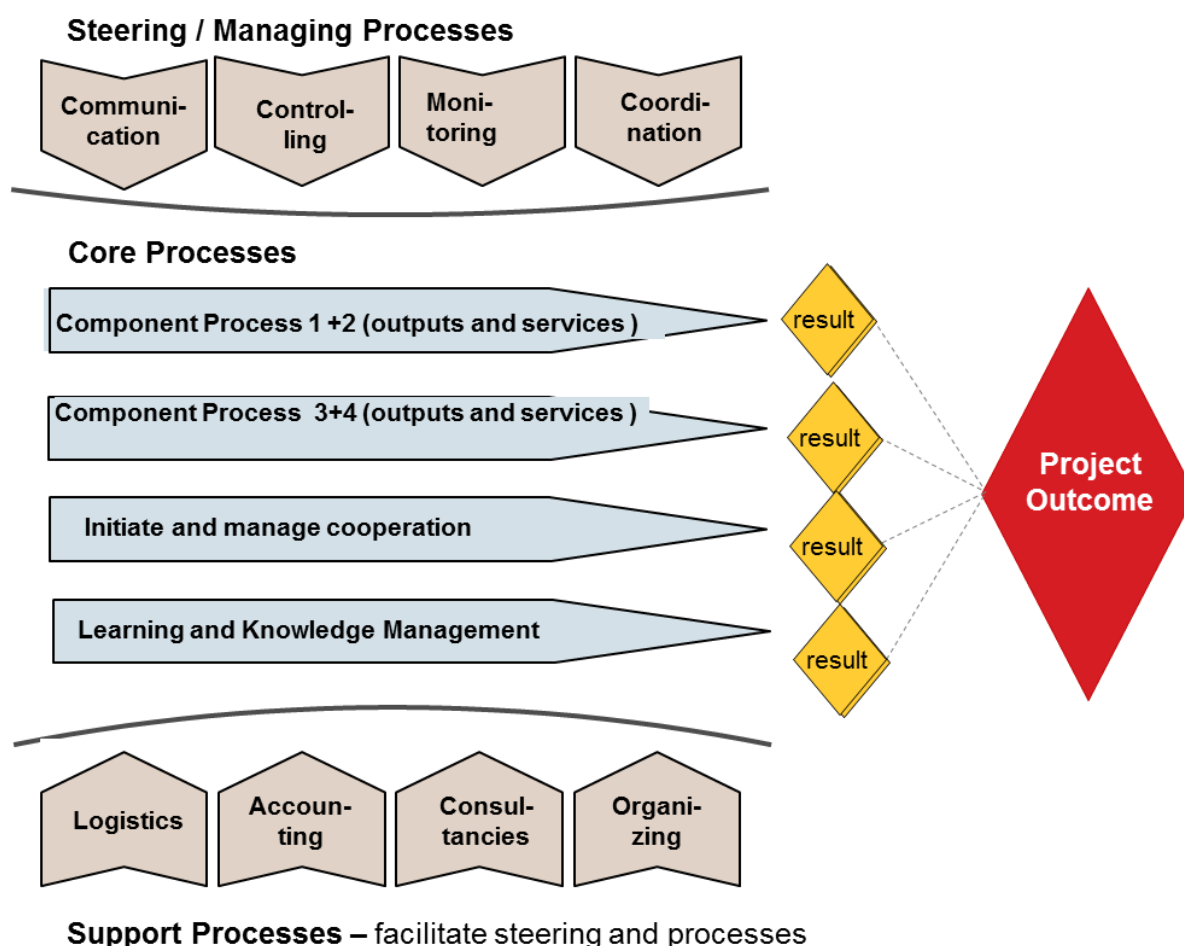 Steering / Managing Processes
Communi-
cation
Control-
ling
Moni-
toring
Coordi-
nation
Core Processes
Component Process 1 +2 (outputs and services )
result
Component Process 3+4 (outputs and services )
result
Project
Outcome
Initiate and manage cooperation
result
Learning and Knowledge Management
result
Logistics
Accoun-
ting
Consul-
tancies
Organi-
zing
Support Processes – facilitate steering and processes